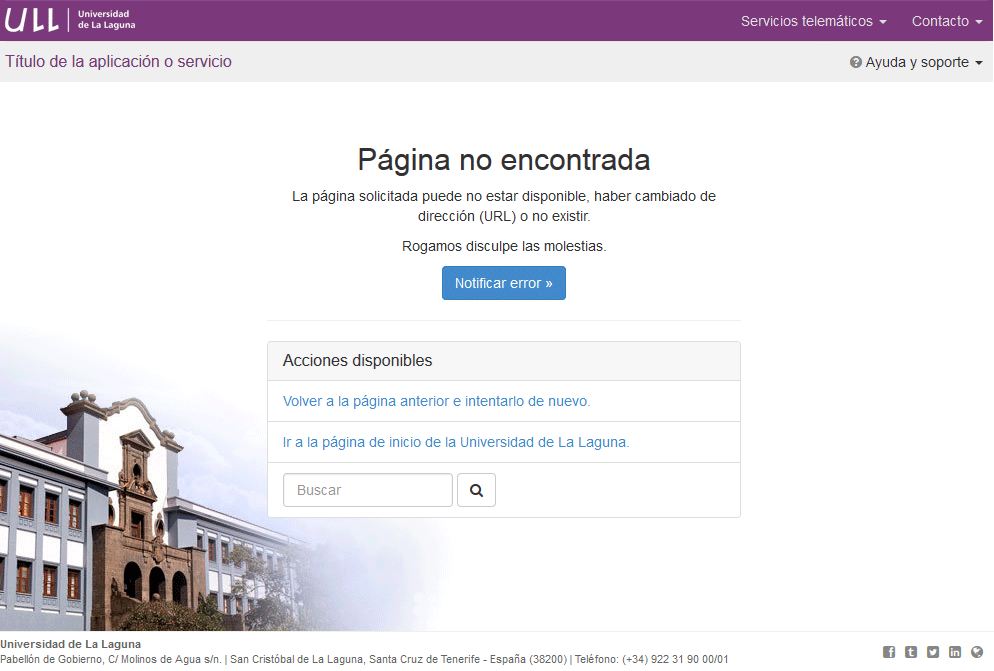 ULL
Universidad
de La Laguna
Servicios telemáticos
Contacto
Título de la aplicación o servicio
Ayuda y soporte
Página no encontrada
La página solicitada puede no estar disponible, haber cambiado de
dirección (URL) o no existir.
Rogamos disculpe las molestias.
Notificar error »
Acciones disponibles
Volver a la página anterior e intentarlo de nuevo.
Ir a la página de inicio de la Universidad de La Laguna.
Buscar
Universidad de La Laguna
Pabellón de Gobierno, C/ Molinos de Agua s/n. | San Cristóbal de La Laguna, Santa Cruz de Tenerife - España (38200) | Teléfono: (+34) 922 31 90 00/01